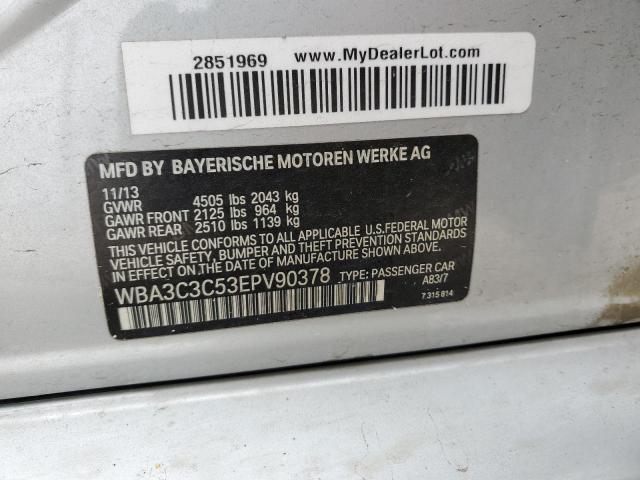 2851969 www.MyDealerLot.com
MFD BY BAYERISCHE MOTOREN WERKE AG
11/13
GVWR 4505 lbs 2043 kg
GAWR FRONT 2125 lbs 964 kg
GAWR REAR 2510 lbs 1139 kg
THIS VEHICLE CONFORMS TO ALL APPLICABLE U.S.FEDERAL MOTOR
VEHICLE SAFETY, BUMPER AND THEFT PREVENTION STANDARDS
IN EFFECT ON THE DATE OF MANUFACTURE SHOWN ABOVE.
WBA3C3C53EPV90378 TYPE: PASSENGER CAR
A83/7
7 315 814